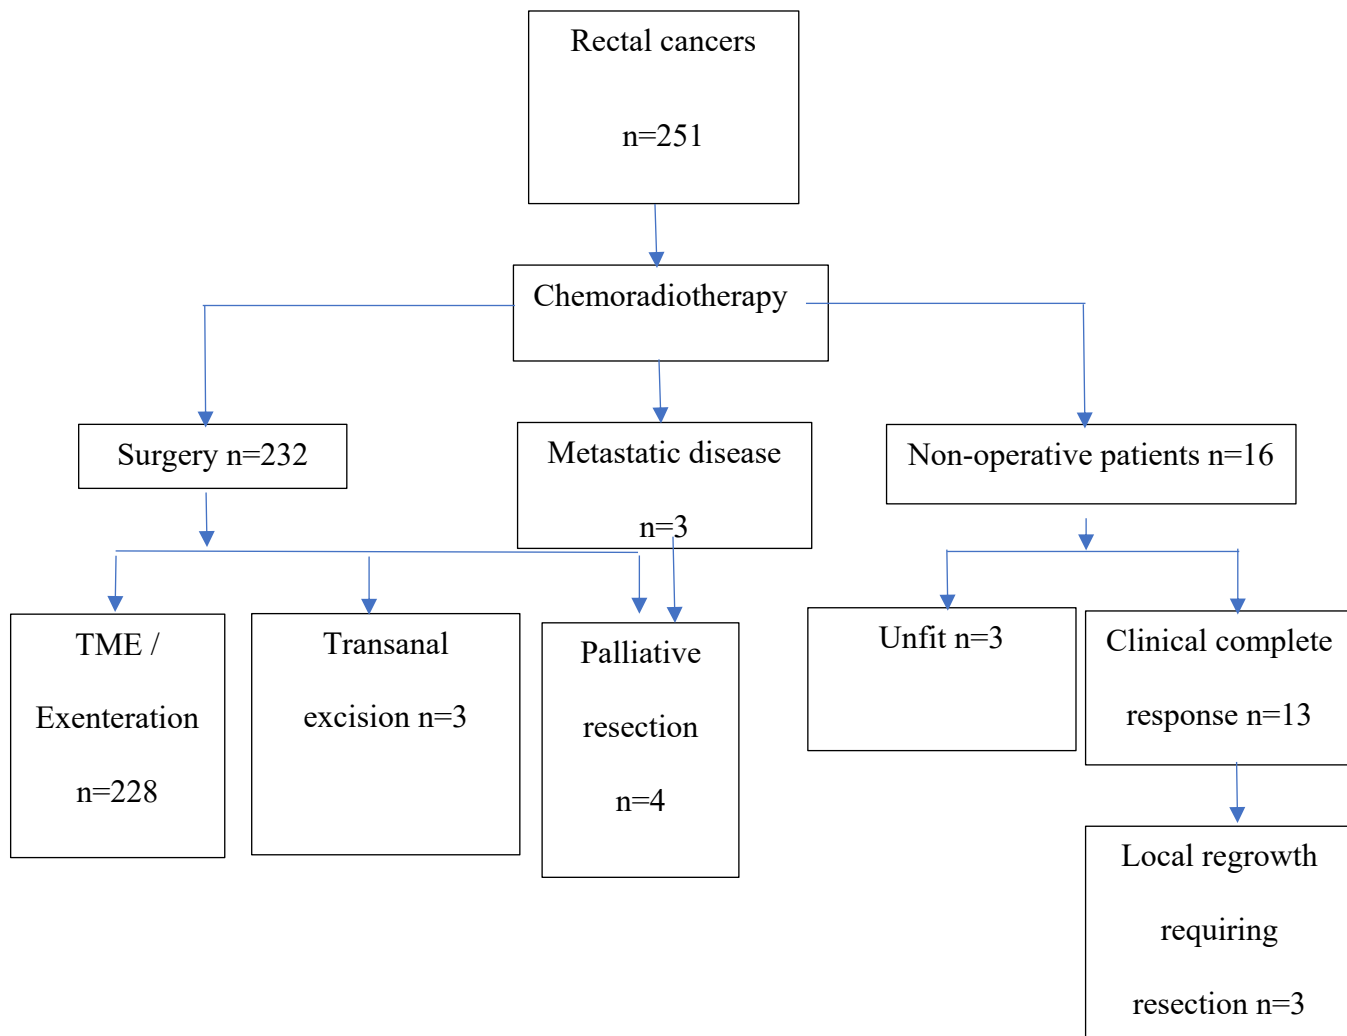 Rectal cancers
n=251
Chemoradiotherapy
Surgery n=232
Metastatic disease
n=3
Non-operative patients n=16
TME /
Exenteration
n=228
Transanal
excision n=3
Palliative
resection
n=4
Unfit n=3
Clinical complete
response n=13
Local regrowth
requiring
resection n=3